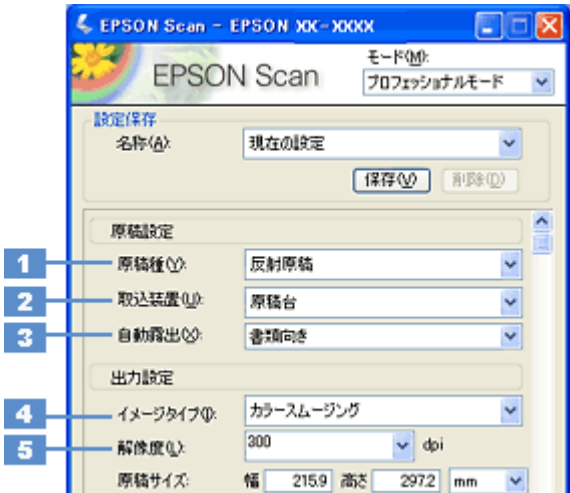 EPSON Scan - EPSON XX-XXXX
EPSON Scan
モード(M):
プロフェッショナルモード
設定保存
名称(A):
現在の設定
保存(V)
削除(D)
原稿設定
1
原稿種(Y):
反射原稿
2
取込装置(U):
原稿台
3
自動露出(X):
書類向き
出力設定
4
イメージタイプ(I):
カラースムージング
5
解像度(L):
300
dpi
原稿サイズ:
幅
215.9
高さ
297.2
mm